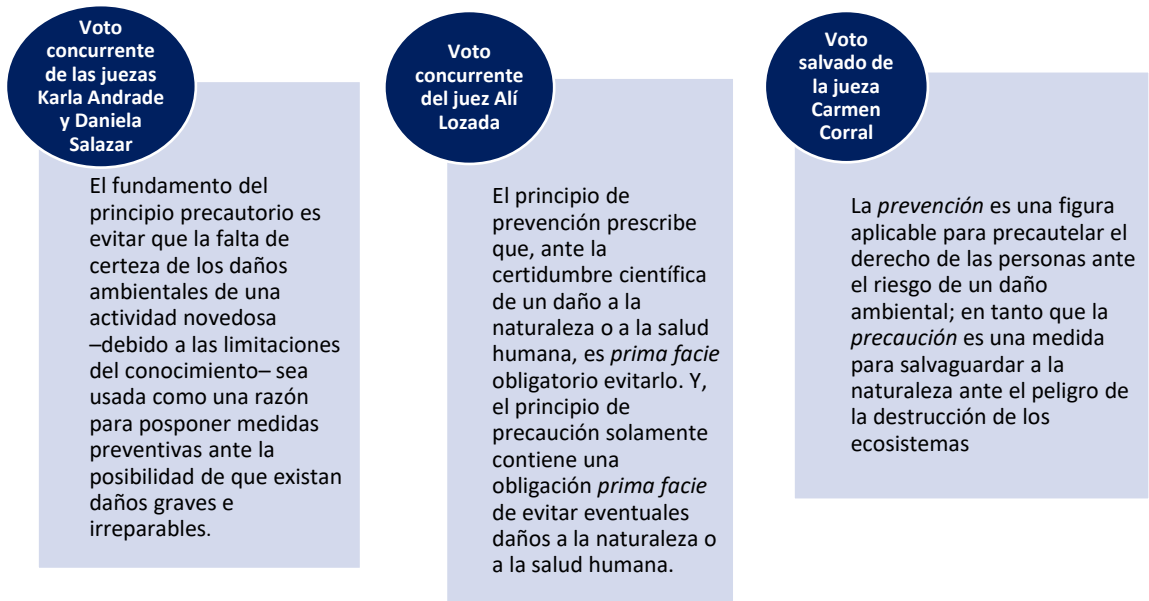 Voto
concurrente
de las juezas
Karla Andrade
y Daniela
Salazar
El fundamento del
principio precautorio es
evitar que la falta de
certeza de los daños
ambientales de una
actividad novedosa
–debido a las limitaciones
del conocimiento– sea
usada como una razón
para posponer medidas
preventivas ante la
posibilidad de que existan
daños graves e
irreparables.
Voto
concurrente
del juez Alí
Lozada
El principio de
prevención prescribe
que, ante la
certidumbre científica
de un daño a la
naturaleza o a la salud
humana, es prima facie
obligatorio evitarlo. Y,
el principio de
precaución solamente
contiene una
obligación prima facie
de evitar eventuales
daños a la naturaleza o
a la salud humana.
Voto
salvado de
la jueza
Carmen
Corral
La prevención es una figura
aplicable para precautelar el
derecho de las personas ante
el riesgo de un daño
ambiental; en tanto que la
precaución es una medida
para salvaguardar a la
naturaleza ante el peligro de
la destrucción de los
ecosistemas